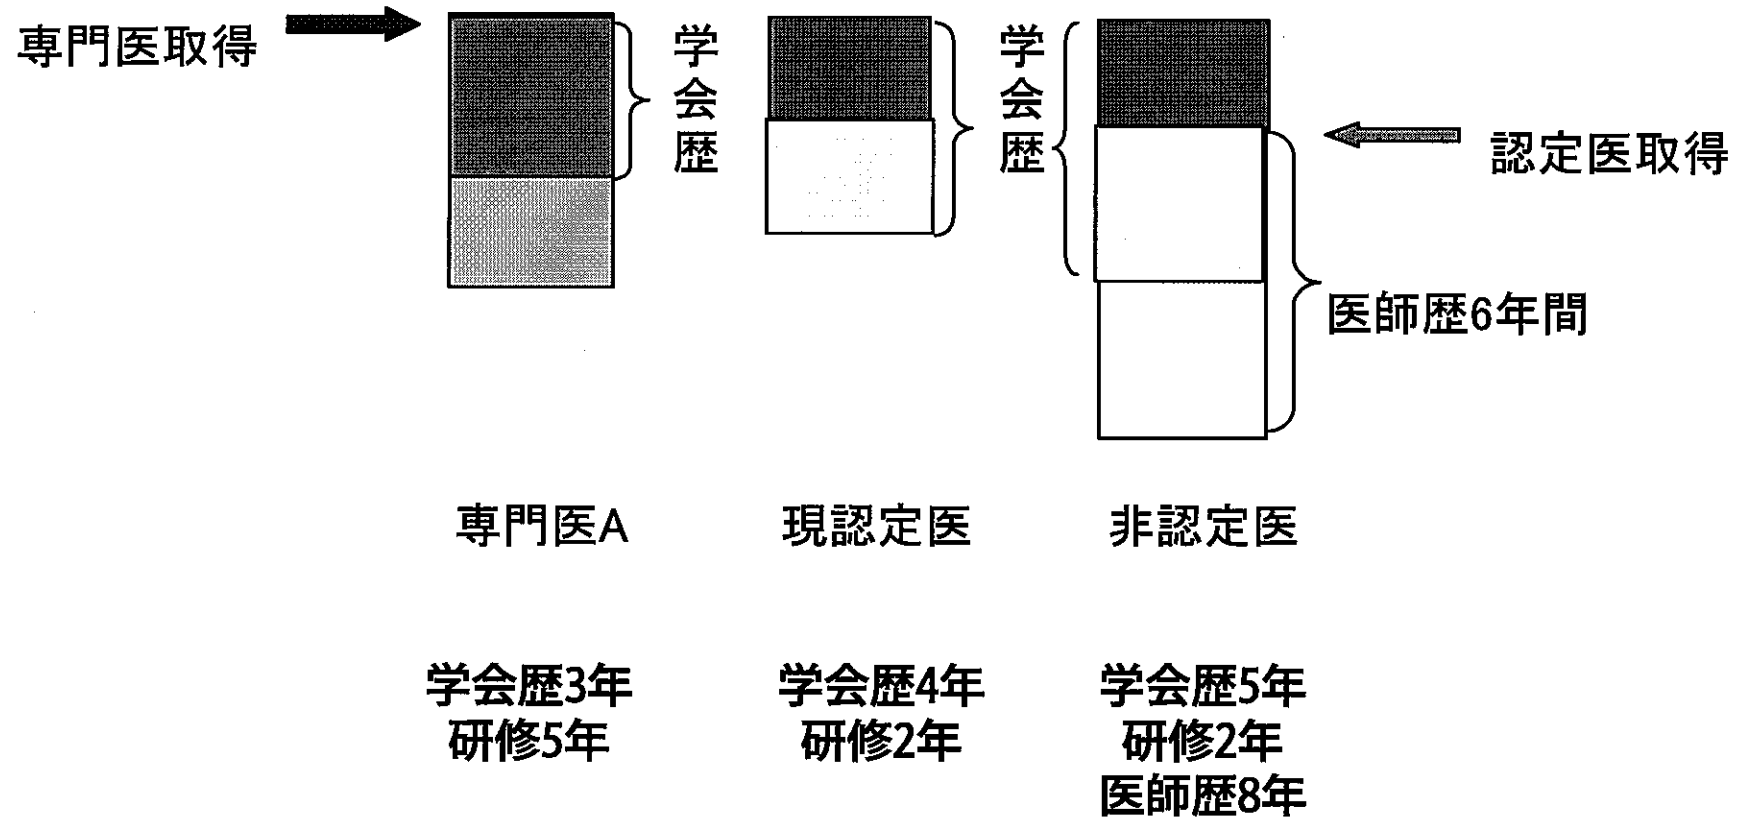 専門医取得
学会歴
学会歴
認定医取得
医師歴6年間
専門医A
現認定医
非認定医
学会歴3年
研修5年
学会歴4年
研修2年
学会歴5年
研修2年
医師歴8年